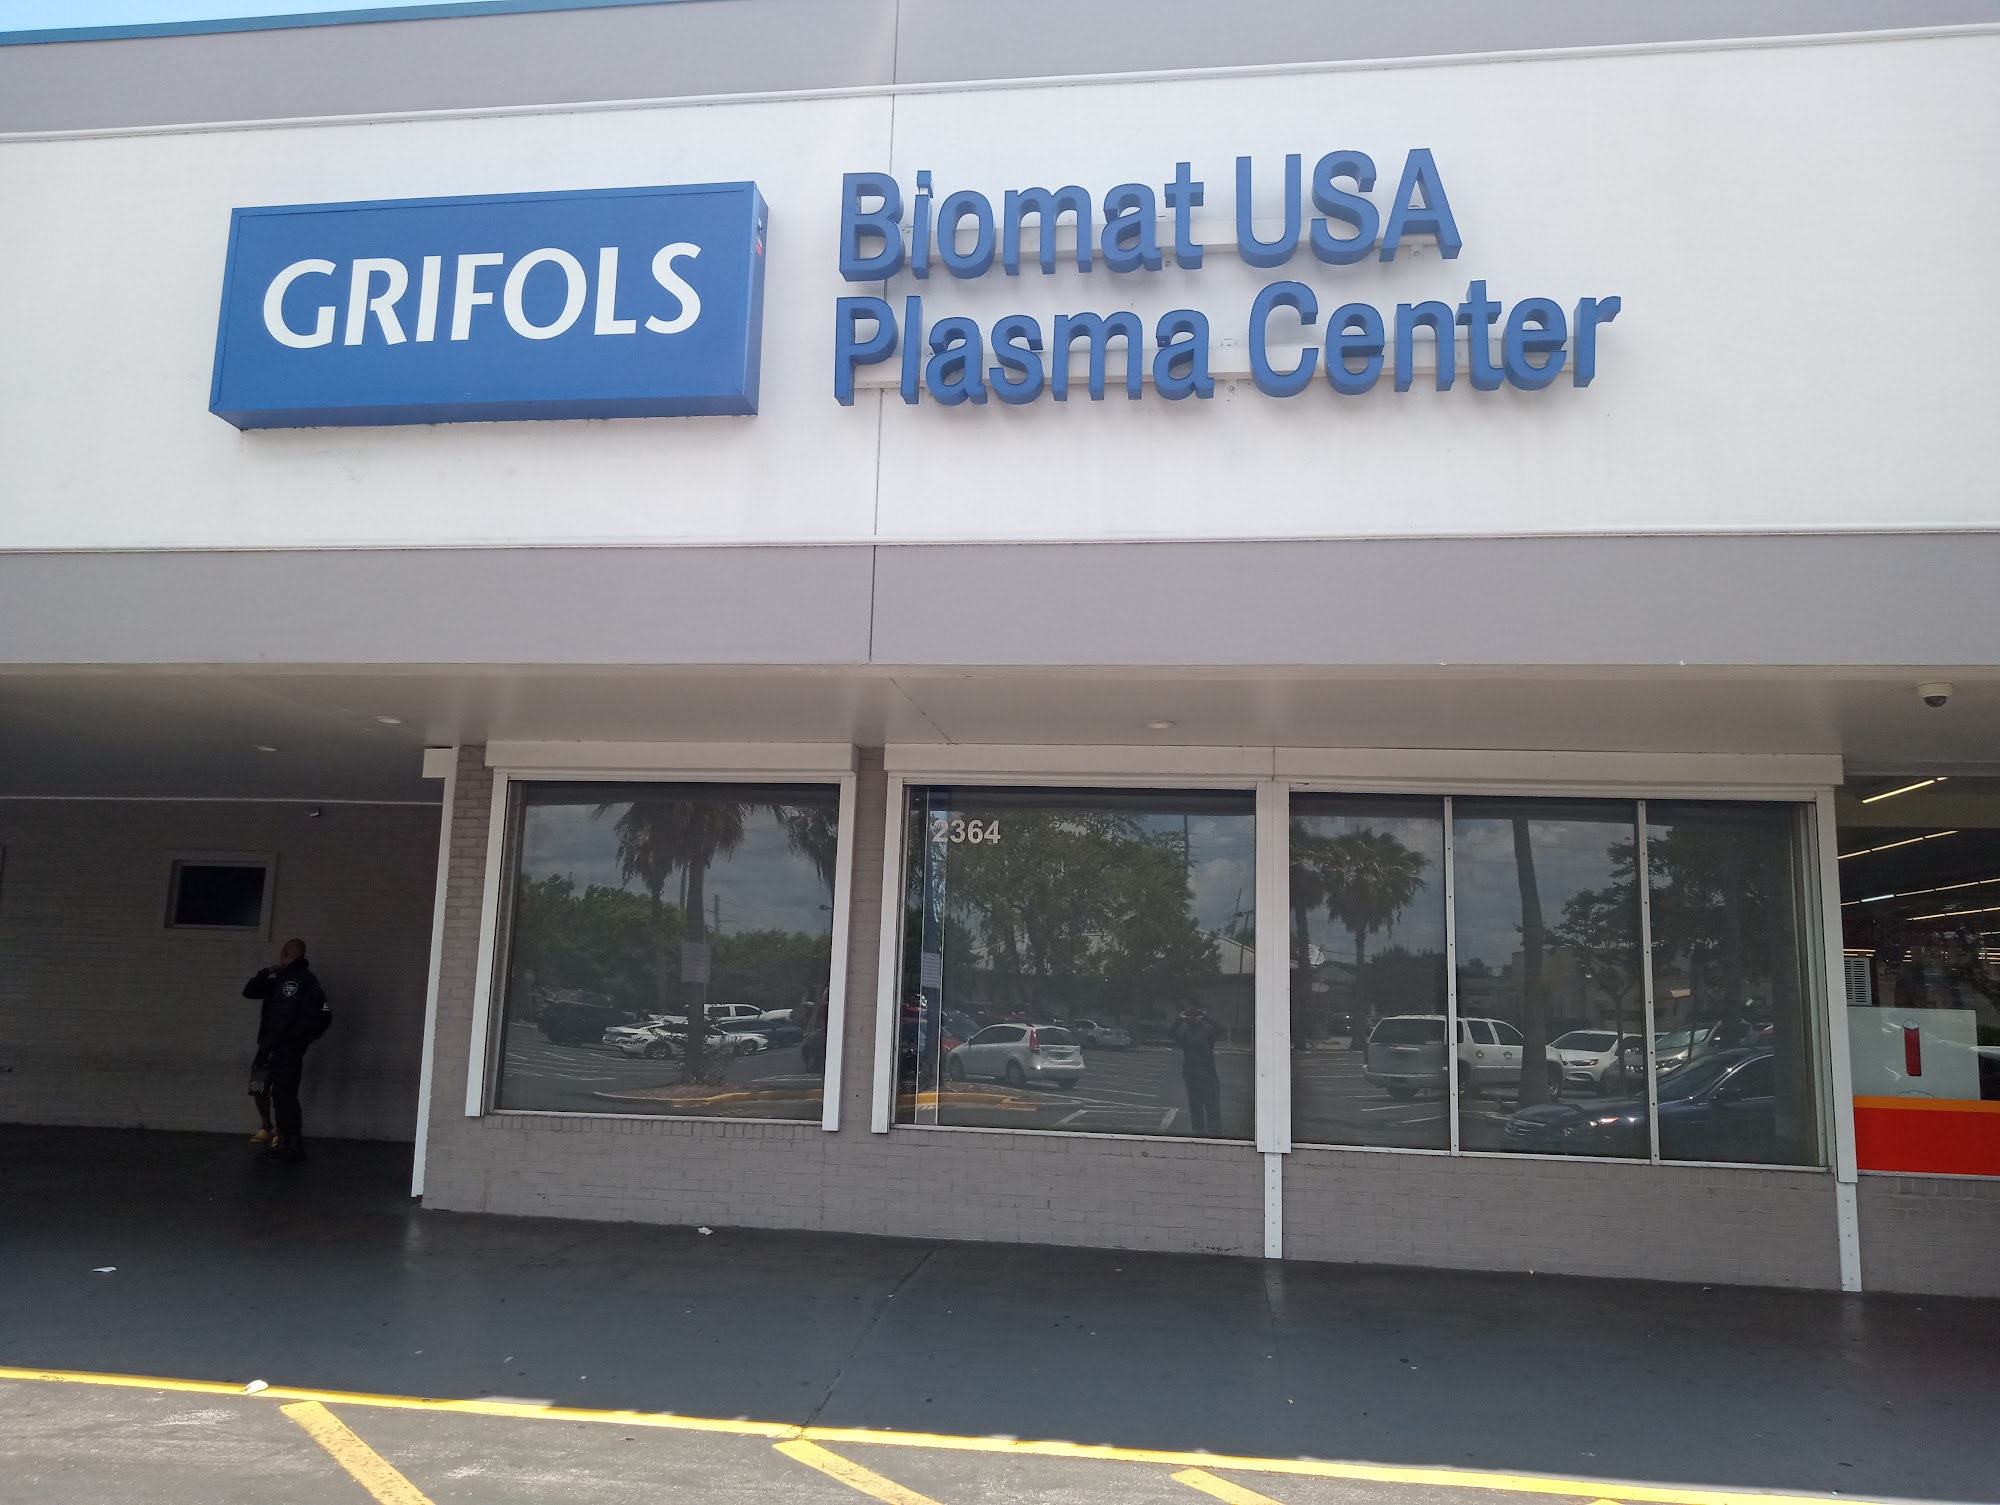 GRIFOLS
Biomat USA
Plasma Center
2364